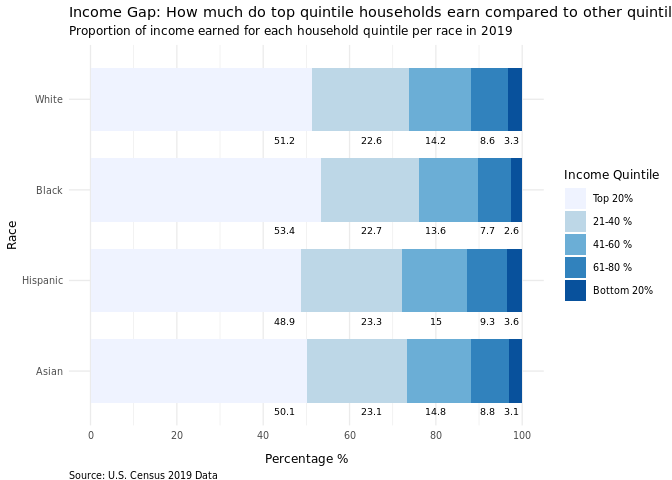 Income Gap: How much do top quintile households earn compared to other quintil
Proportion of income earned for each household quintile per race in 2019
White
51.2 22.6 14.2 8.6 3.3
Black
53.4 22.7 13.6 7.7 2.6
Hispanic
48.9 23.3 15 9.3 3.6
Asian
50.1 23.1 14.8 8.8 3.1
0 20 40 60 80 100
Percentage %
Race
Income Quintile
Top 20%
21-40 %
41-60 %
61-80 %
Bottom 20%
Source: U.S. Census 2019 Data